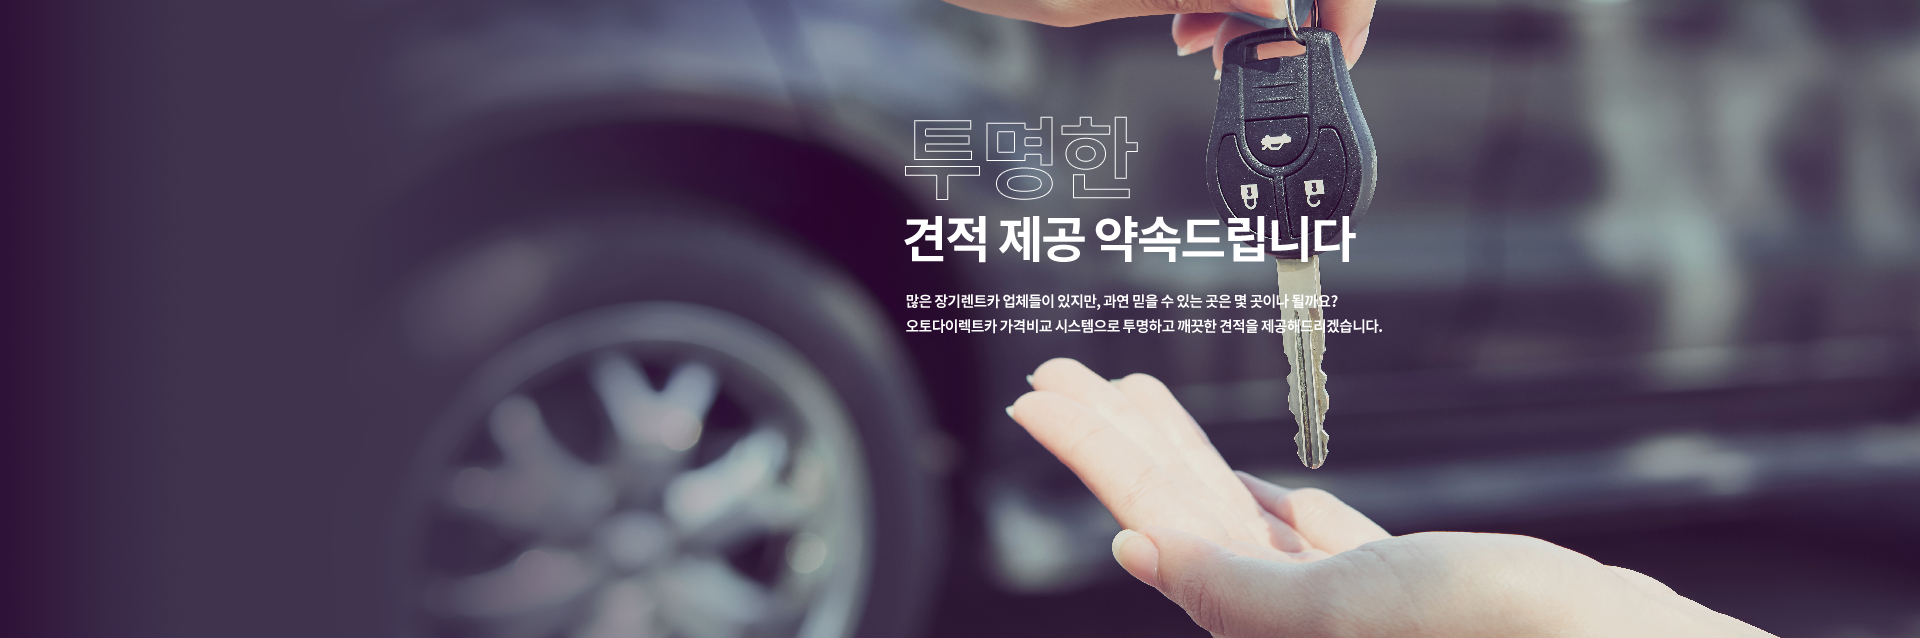 투명한
견적 제공 약속드립니다
많은 장기렌트카 업체들이 있지만, 과연 믿을 수 있는 곳은 몇 곳이나 될까요?
오토다이렉트카 가격비교 시스템으로 투명하고 깨끗한 견적을 제공해드리겠습니다.